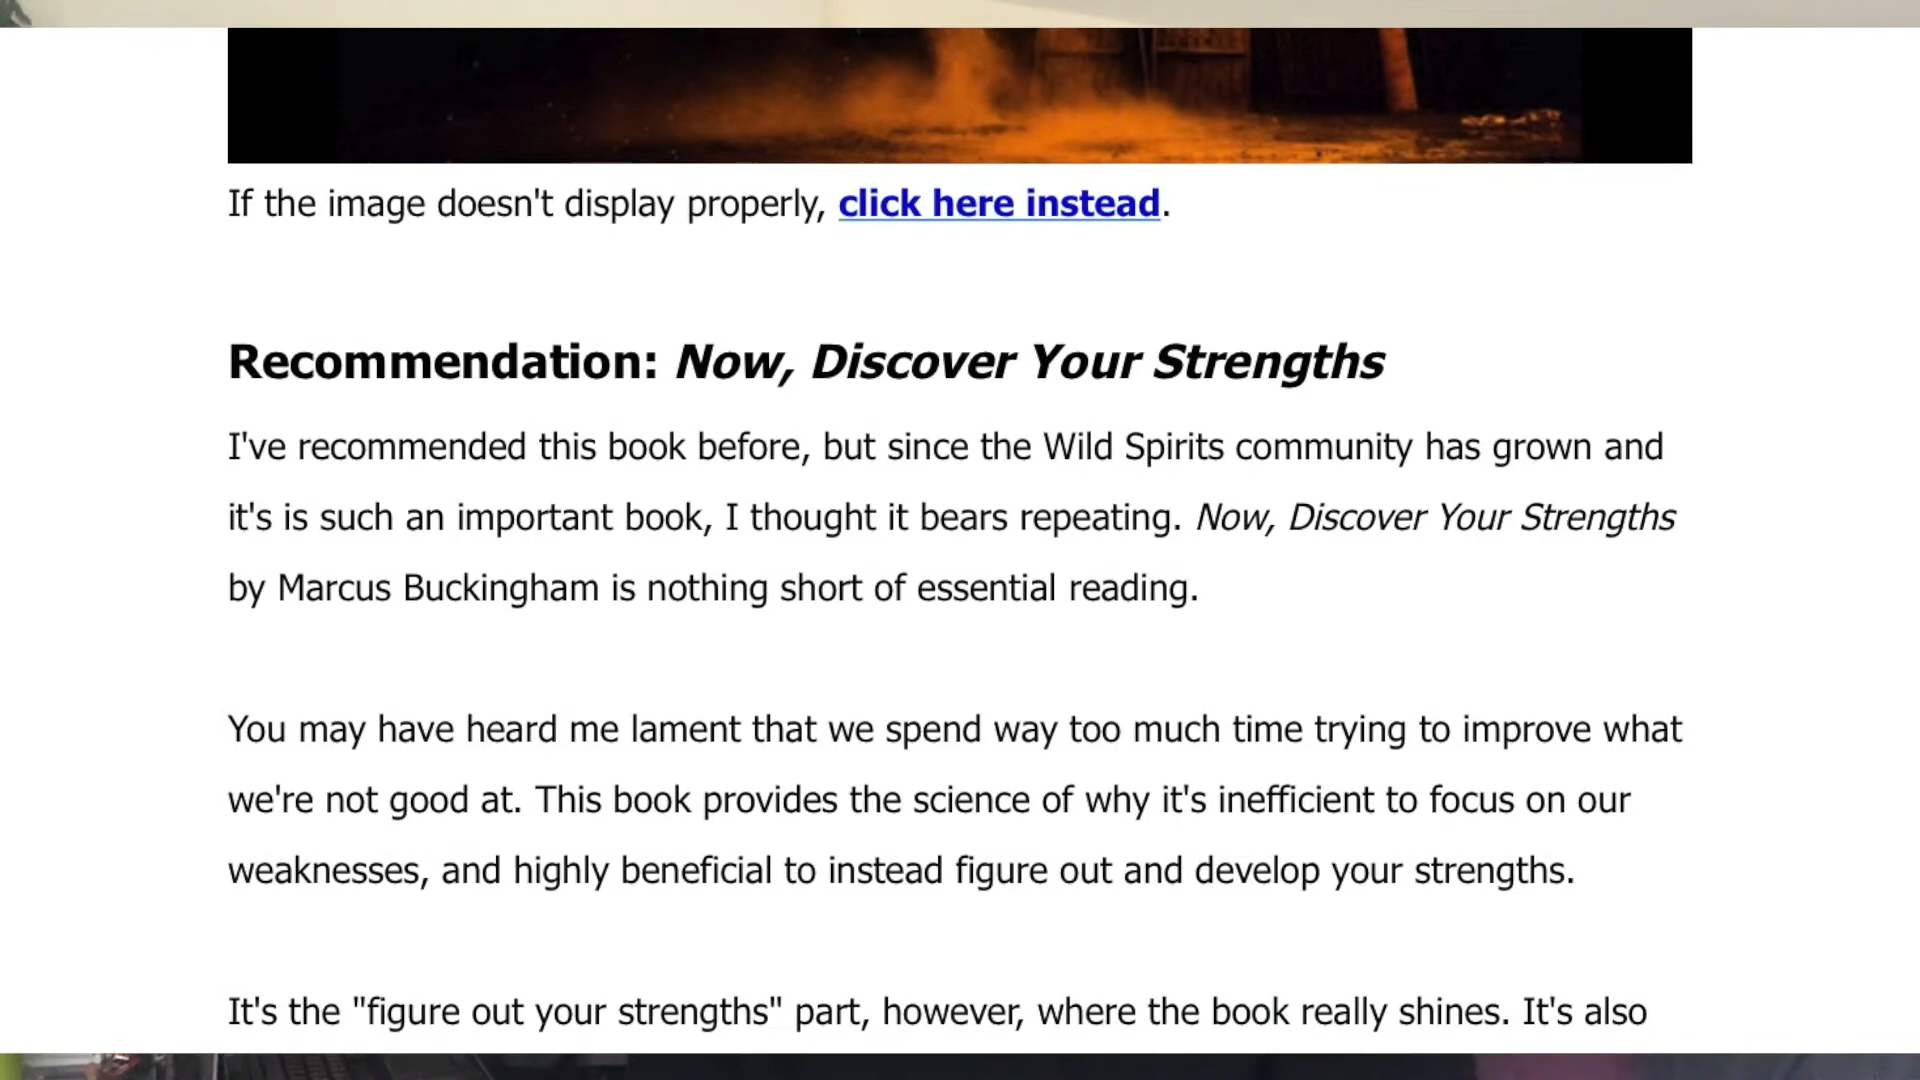 If the image doesn't display properly, click here instead.
Recommendation: Now, Discover Your Strengths
I've recommended this book before, but since the Wild Spirits community has grown and
it's is such an important book, I thought it bears repeating. Now, Discover Your Strengths
by Marcus Buckingham is nothing short of essential reading.
You may have heard me lament that we spend way too much time trying to improve what
we're not good at. This book provides the science of why it's inefficient to focus on our
weaknesses, and highly beneficial to instead figure out and develop your strengths.
It's the "figure out your strengths" part, however, where the book really shines. It's also